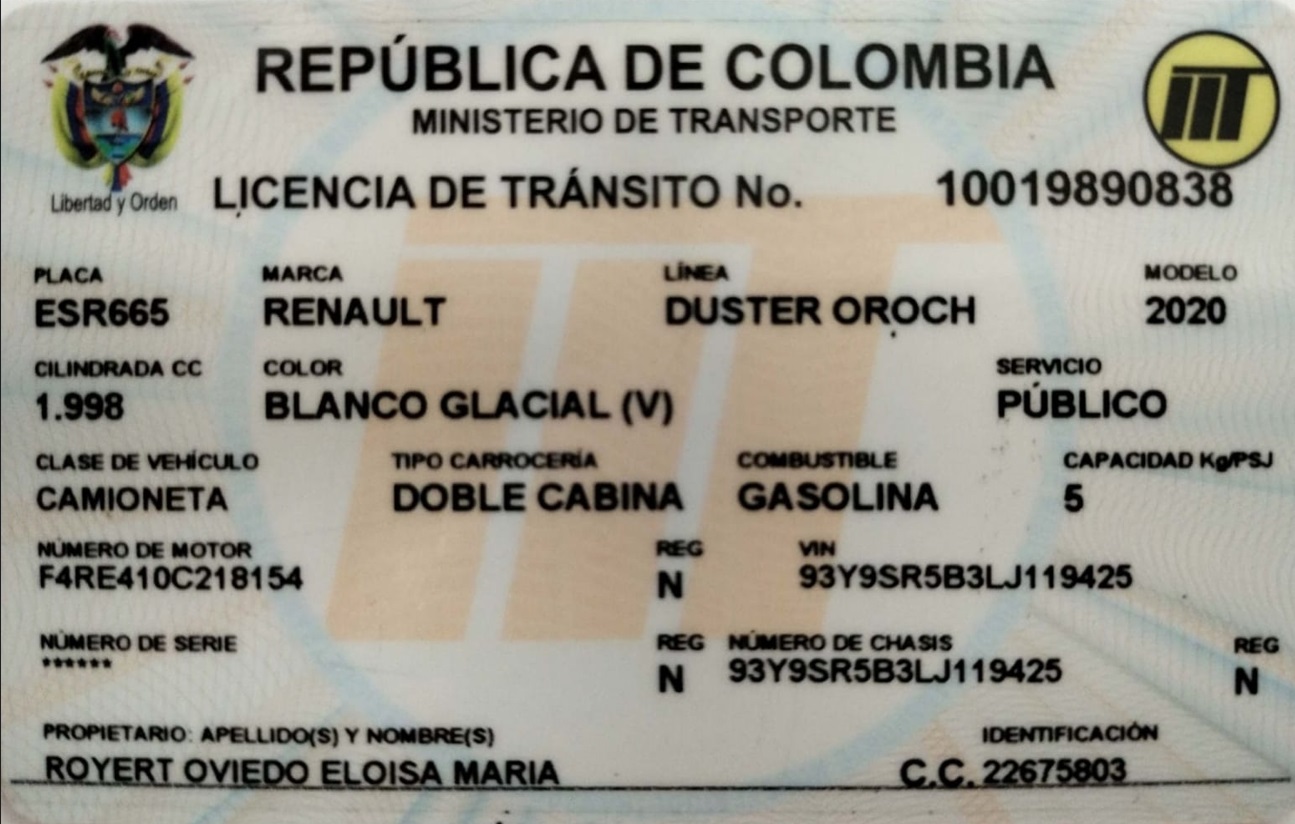 REPÚBLICA DE COLOMBIA
MINISTERIO DE TRANSPORTE
Libertad y Orden
LICENCIA DE TRÁNSITO No. 10019890838
PLACA MARCA LÍNEA MODELO
ESR665 RENAULT DUSTER OROCH 2020
CILINDRADA CC COLOR SERVICIO
1.998 BLANCO GLACIAL (V) PÚBLICO
CLASE DE VEHÍCULO TIPO CARROCERÍA COMBUSTIBLE CAPACIDAD Kg/PSJ
CAMIONETA DOBLE CABINA GASOLINA 5
NÚMERO DE MOTOR REG VIN
F4RE410C218154 N 93Y9SR5B3LJ119425
NÚMERO DE SERIE REG NÚMERO DE CHASIS REG
****** N 93Y9SR5B3LJ119425 N
PROPIETARIO: APELLIDO(S) Y NOMBRE(S) IDENTIFICACIÓN
ROYERT OVIEDO ELOISA MARIA C.C. 22675803